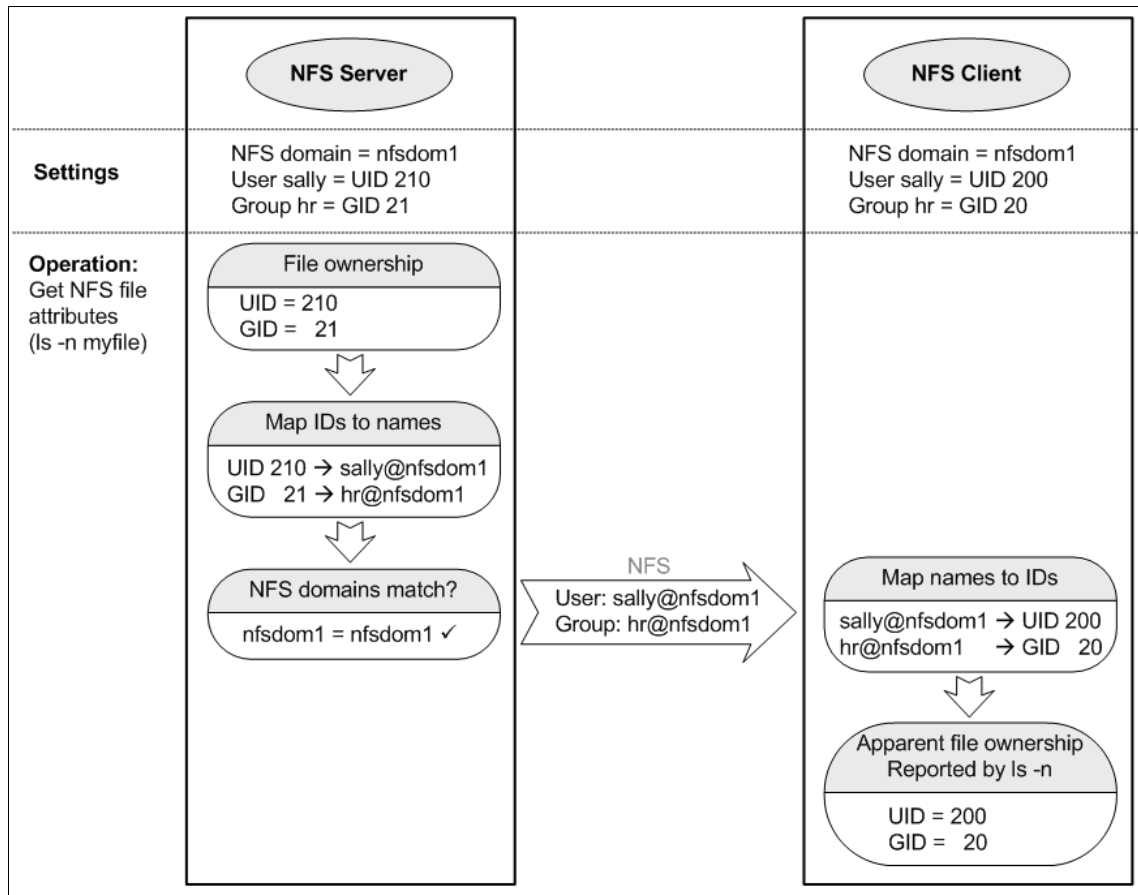 NFS Server
NFS Client
Settings
NFS domain = nfsdom1
User sally = UID 210
Group hr = GID 21
NFS domain = nfsdom1
User sally = UID 200
Group hr = GID 20
Operation:
Get NFS file
attributes
(ls -n myfile)
File ownership
UID = 210
GID = 21
Map IDs to names
UID 210 → sally@nfsdom1
GID 21 → hr@nfsdom1
NFS domains match?
nfsdom1 = nfsdom1 ✓
NFS
User: sally@nfsdom1
Group: hr@nfsdom1
Map names to IDs
sally@nfsdom1 → UID 200
hr@nfsdom1 → GID 20
Apparent file ownership
Reported by ls -n
UID = 200
GID = 20